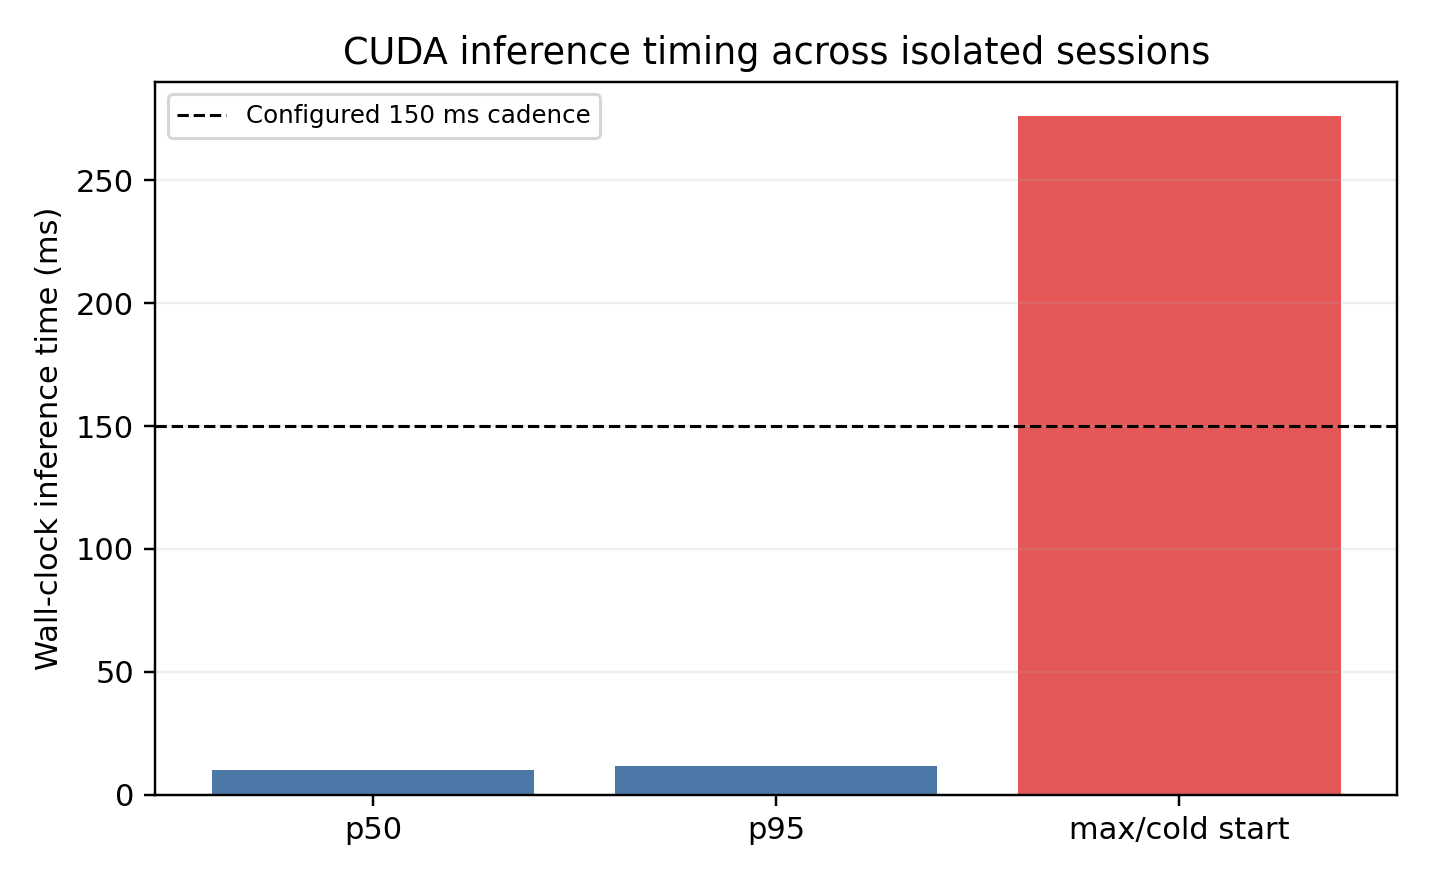 CUDA inference timing across isolated sessions
Configured 150 ms cadence
Wall-clock inference time (ms)
250
200
150
100
50
0
p50
p95
max/cold start